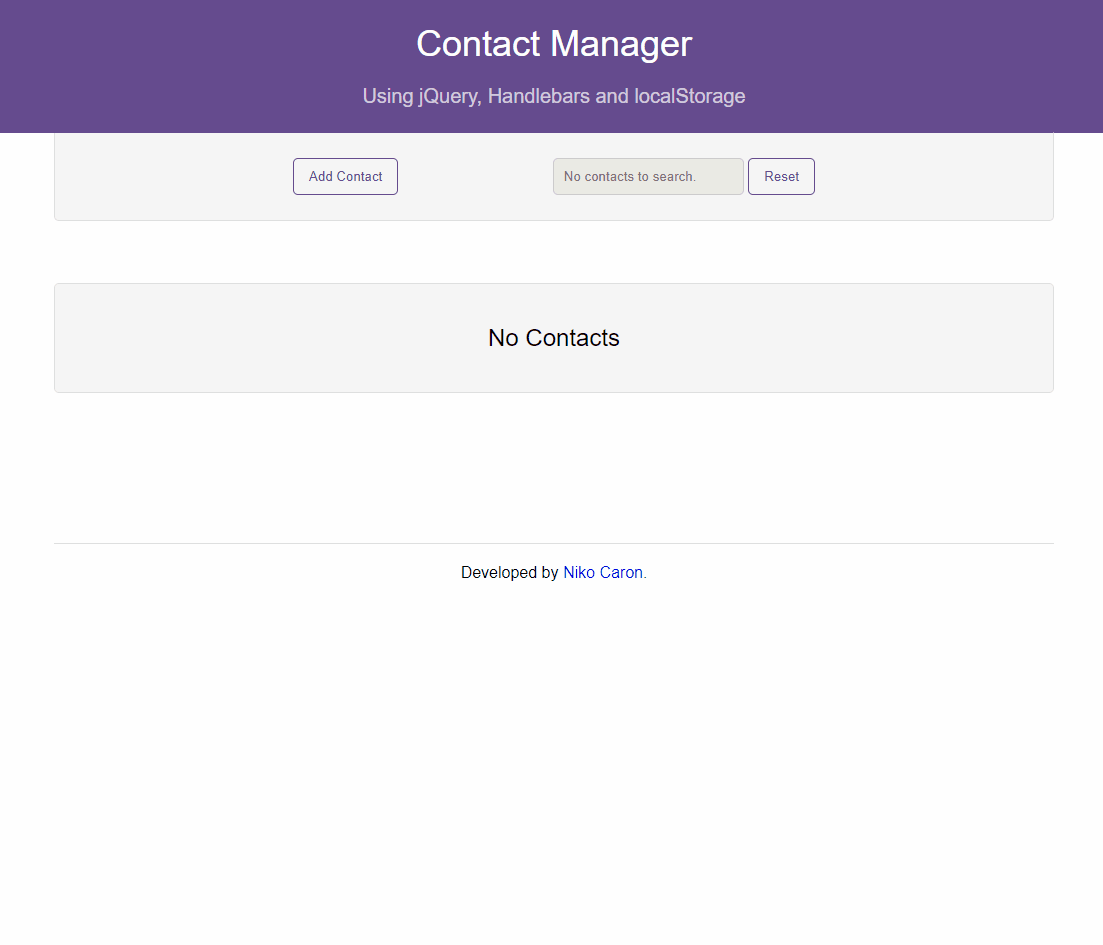 Contact Manager
Using jQuery, Handlebars and localStorage
Add Contact
No contacts to search.
Reset
No Contacts
Developed by Niko Caron.